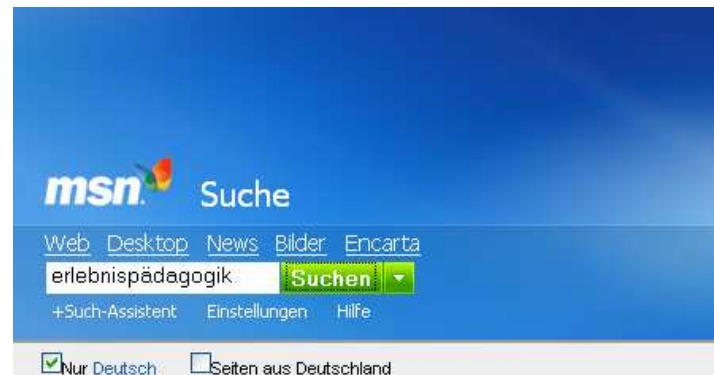 msn. Suche
Web Desktop News Bilder Encarta
erlebnispädagogik Suchen
+Such-Assistent Einstellungen Hilfe
Nur Deutsch Seiten aus Deutschland